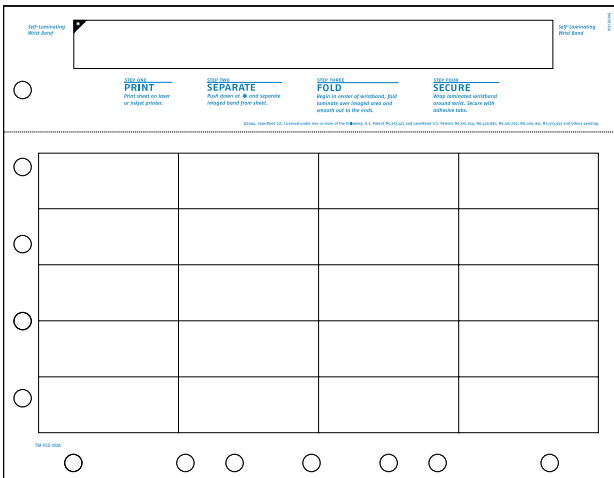 Self-Laminating
Wrist Band
Self-Laminating
Wrist Band
STEP ONE
PRINT
Print sheet on laser
or inkjet printer.
STEP TWO
SEPARATE
Push down at ✱ and separate
imaged band from sheet.
STEP THREE
FOLD
Begin in center of wristband, fold
laminate over imaged area and
smooth out to the ends.
STEP FOUR
SECURE
Wrap laminated wristband
around wrist. Secure with
adhesive tabs.